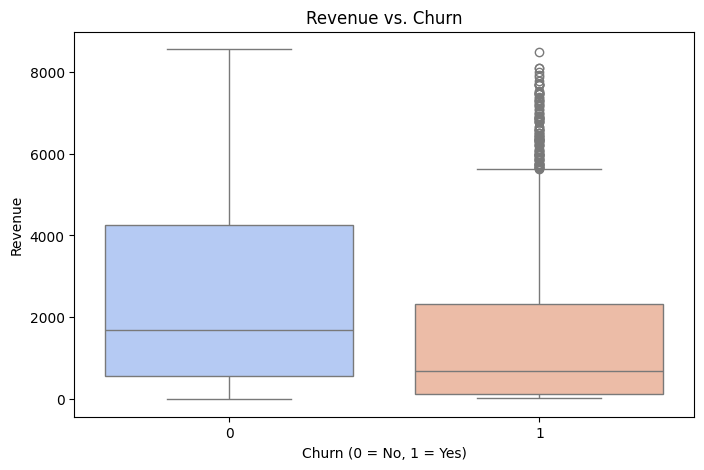 Revenue vs. Churn
8000
6000
4000
2000
0
Revenue
0
1
Churn (0 = No, 1 = Yes)